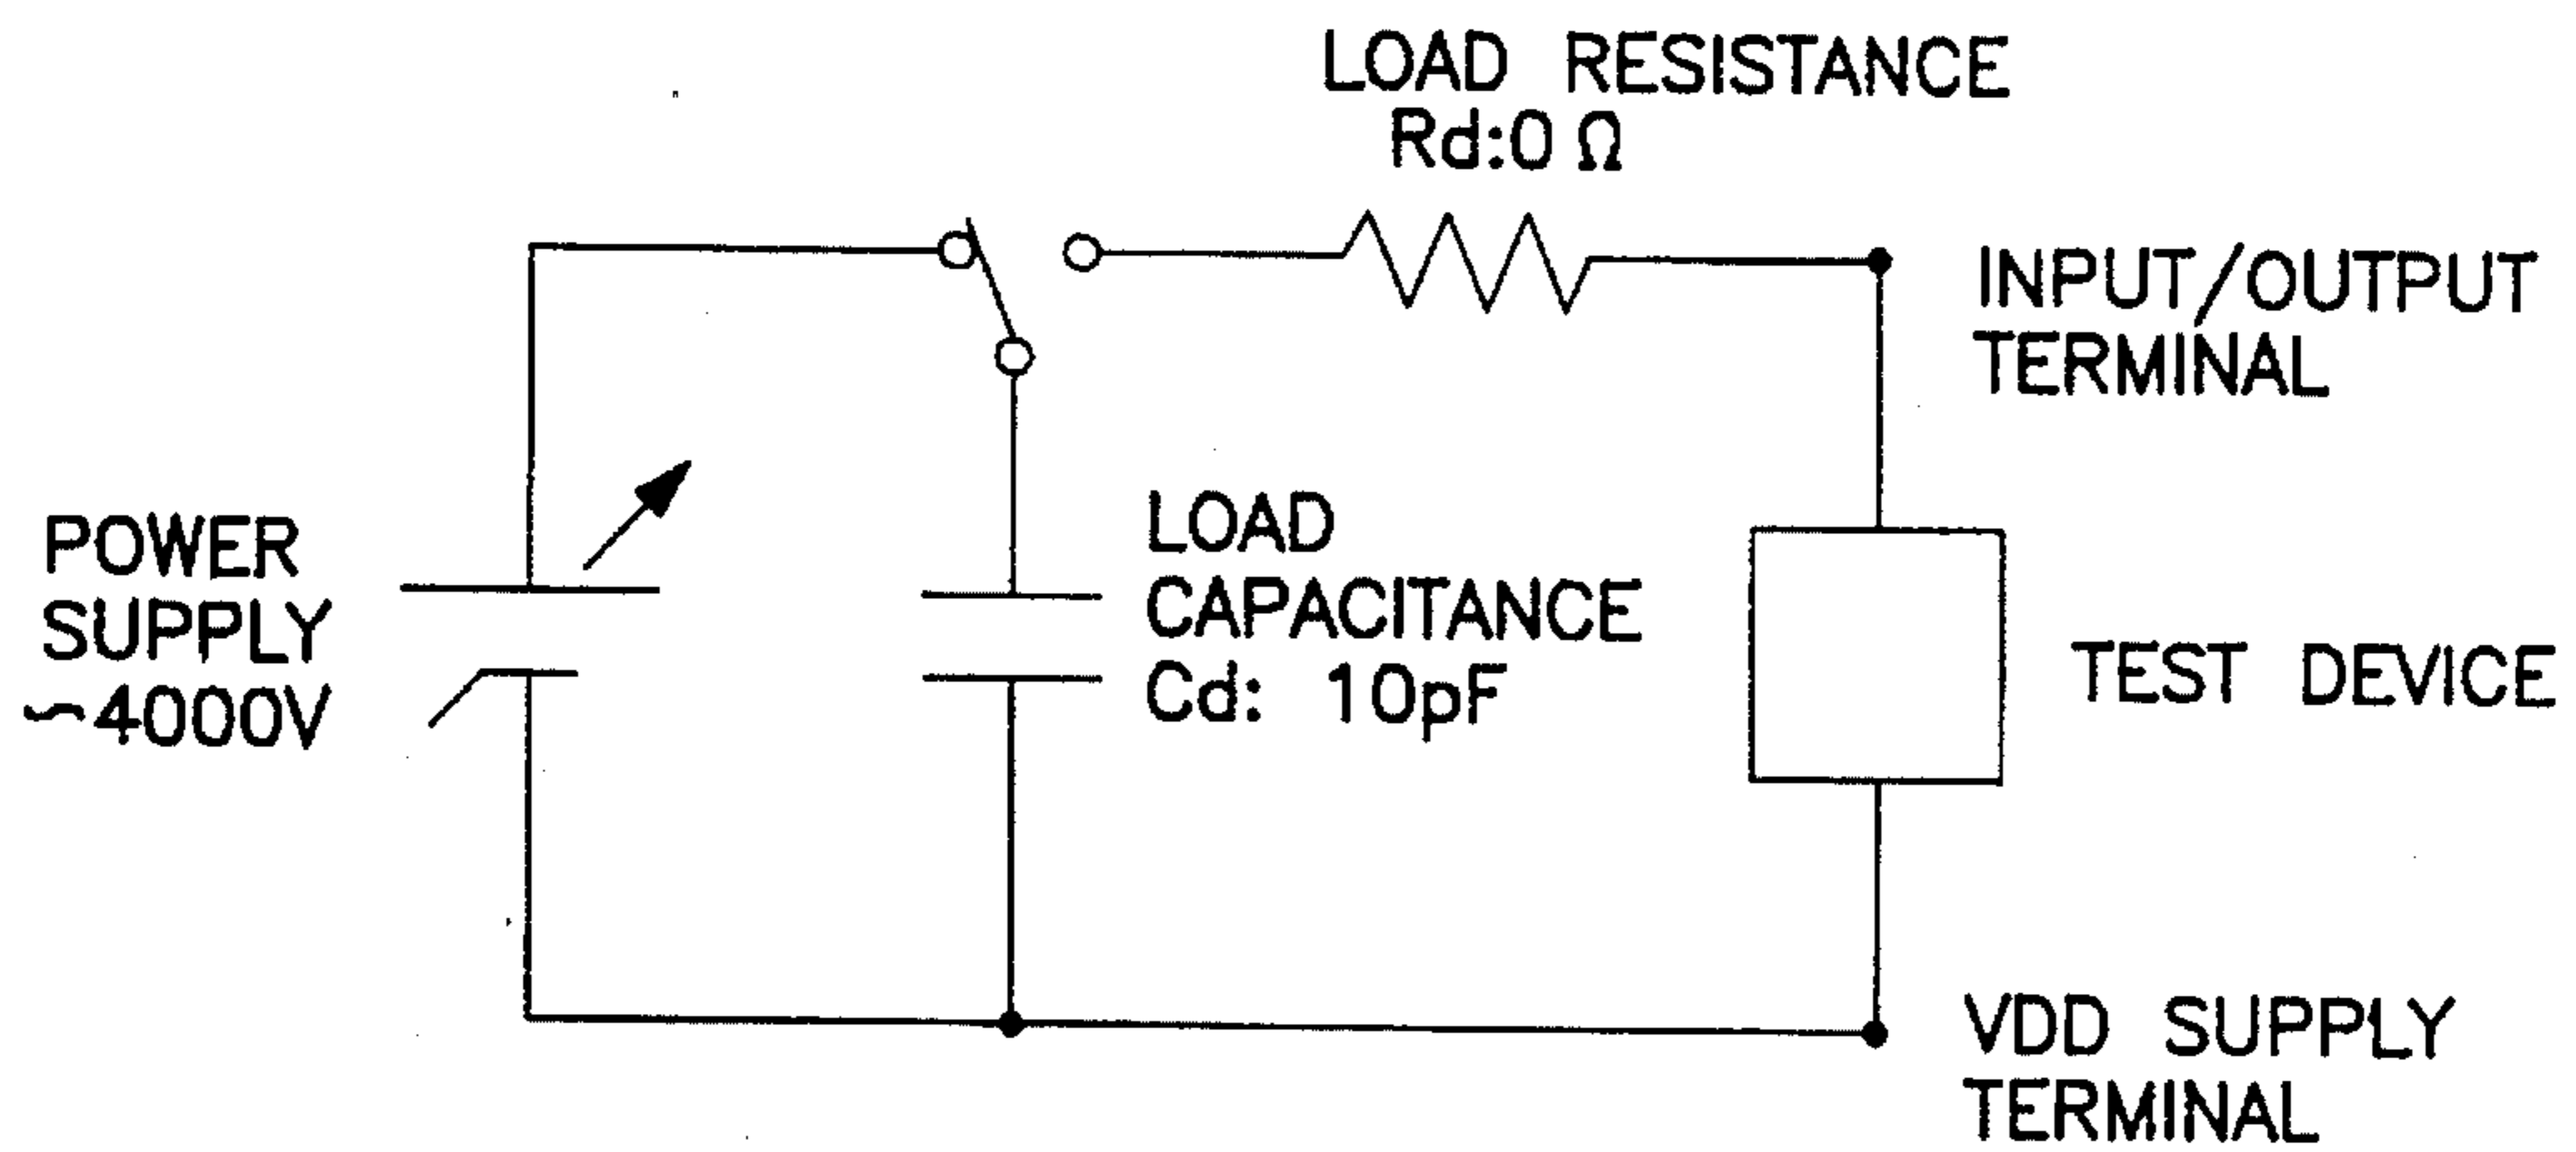 LOAD RESISTANCE
Rd:0 Ω
INPUT/OUTPUT
TERMINAL
POWER
SUPPLY
~4000V
LOAD
CAPACITANCE
Cd: 10pF
TEST DEVICE
VDD SUPPLY
TERMINAL